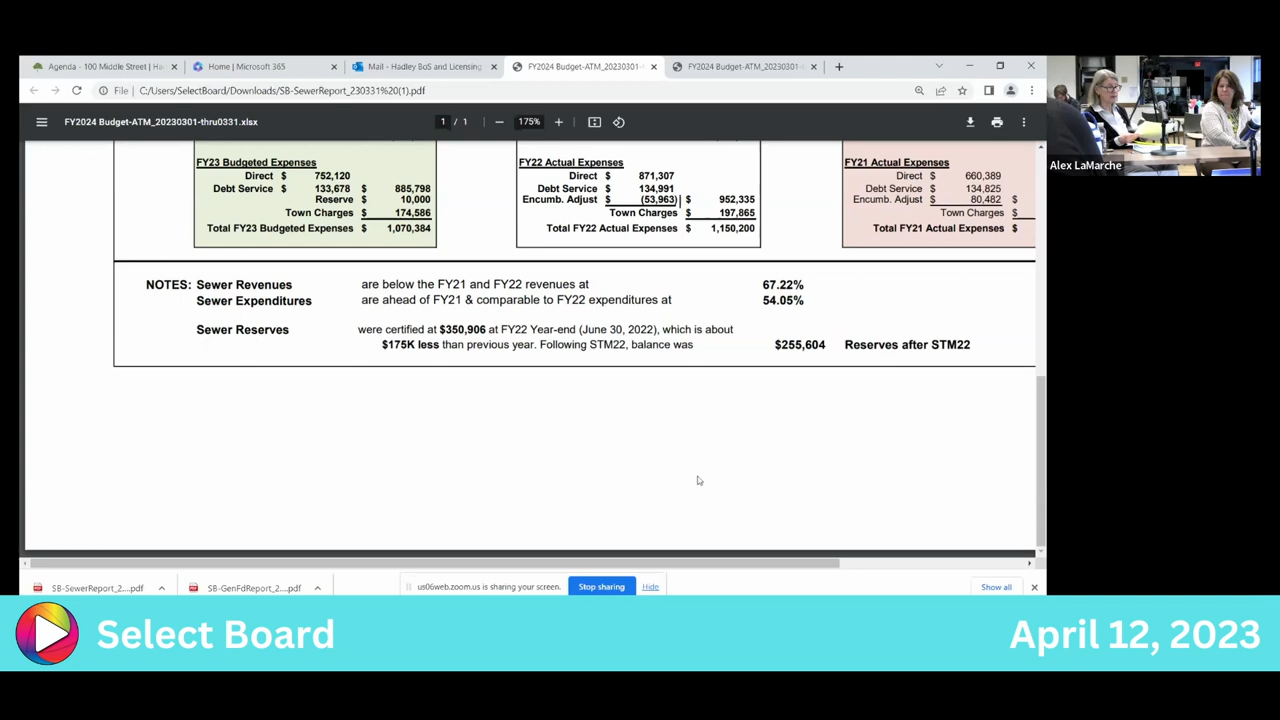 Agenda - 100 Middle Street | Ha
Home | Microsoft 365
Mail - Hadley BoS and Licensing
FY2024 Budget-ATM_20230301-
FY2024 Budget-ATM_20230301-
File | C:/Users/SelectBoard/Downloads/SB-SewerReport_230331%20(1).pdf
FY2024 Budget-ATM_20230301-thru0331.xlsx
1 / 1
175%
Alex LaMarche
FY23 Budgeted Expenses
Direct $ 752,120
Debt Service $ 133,678 $ 885,798
Reserve $ 10,000
Town Charges $ 174,586
Total FY23 Budgeted Expenses $ 1,070,384
FY22 Actual Expenses
Direct $ 871,307
Debt Service $ 134,991
Encumb. Adjust $ (53,963) $ 952,335
Town Charges $ 197,865
Total FY22 Actual Expenses $ 1,150,200
FY21 Actual Expenses
Direct $ 660,389
Debt Service $ 134,825
Encumb. Adjust $ 80,482 $
Town Charges $
Total FY21 Actual Expenses $
NOTES: Sewer Revenues are below the FY21 and FY22 revenues at 67.22%
Sewer Expenditures are ahead of FY21 & comparable to FY22 expenditures at 54.05%
Sewer Reserves were certified at $350,906 at FY22 Year-end (June 30, 2022), which is about
$175K less than previous year. Following STM22, balance was $255,604 Reserves after STM22
SB-SewerReport_2....pdf
SB-GenFdReport_2....pdf
us06web.zoom.us is sharing your screen.
Stop sharing
Hide
Show all
Select Board
April 12, 2023